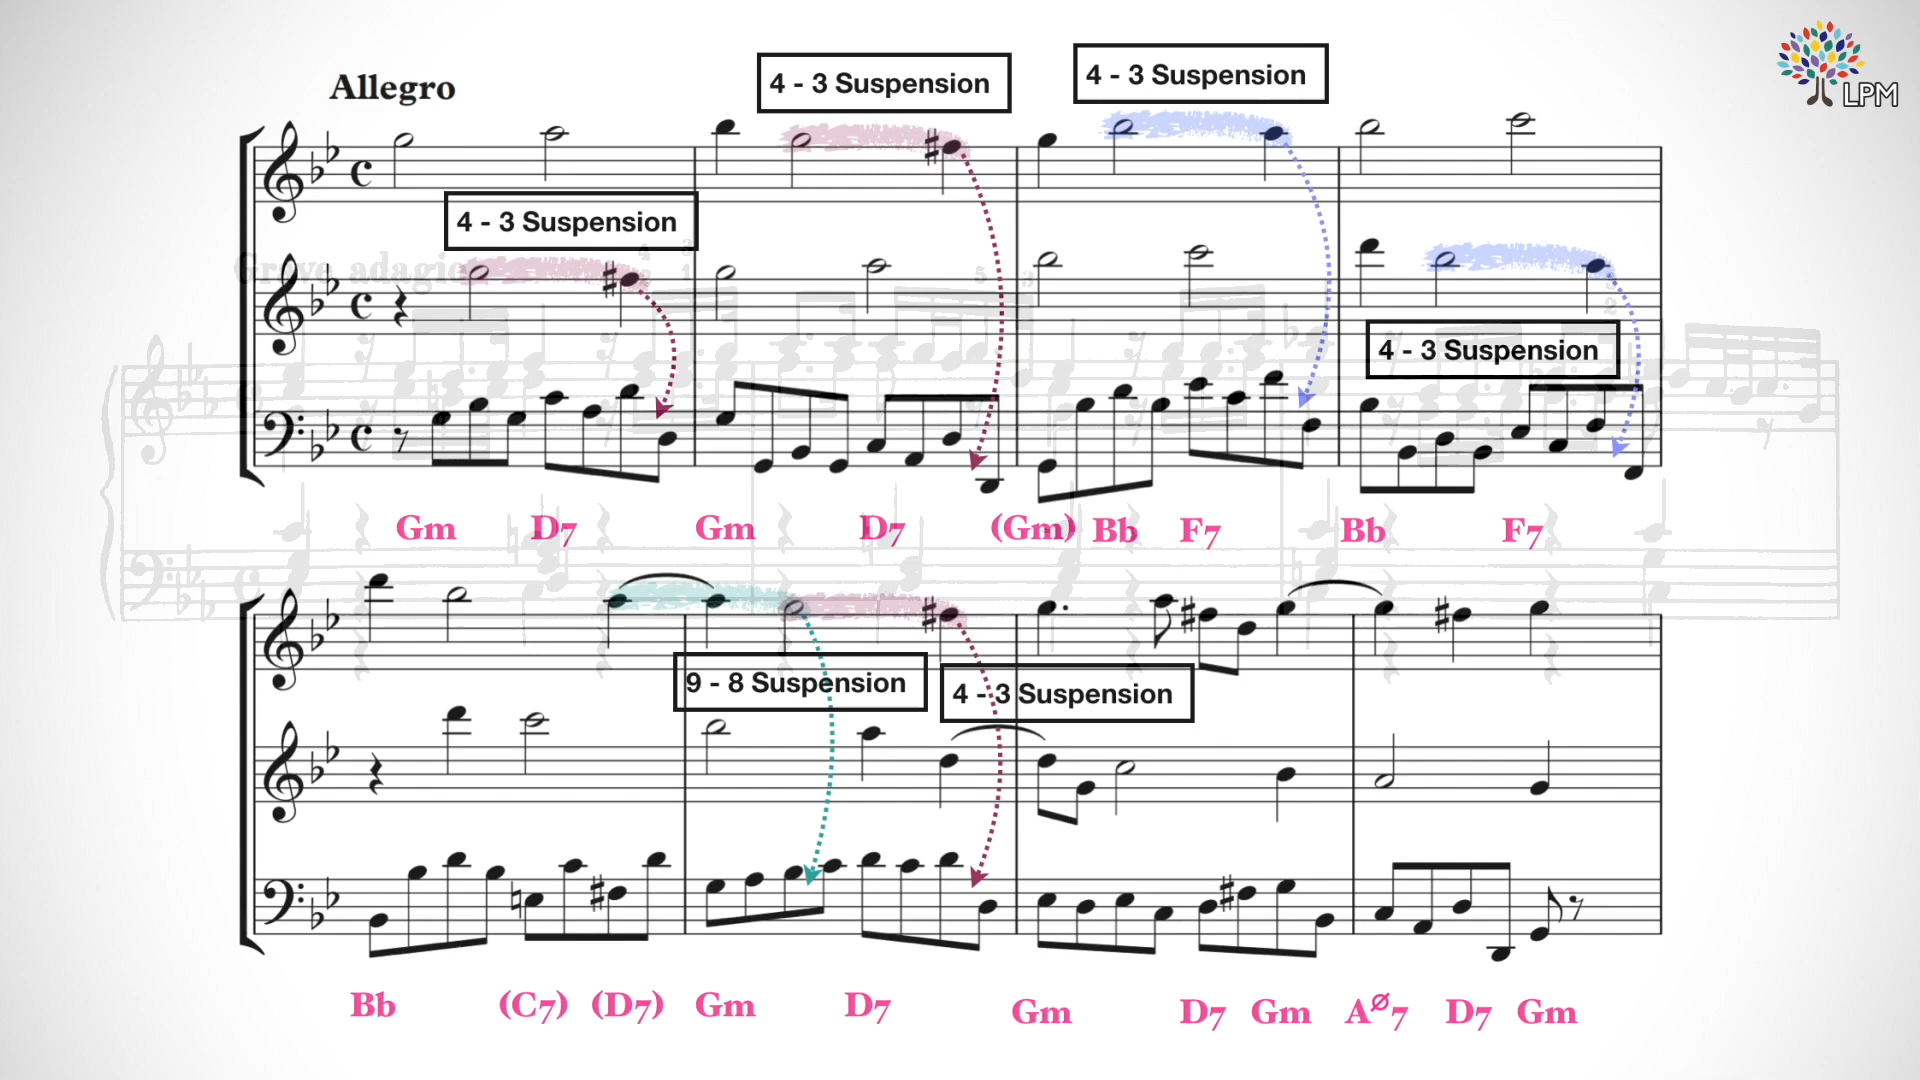 LPM
4 - 3 Suspension
4 - 3 Suspension
Allegro
4 - 3 Suspension
Grave adagio
4 - 3 Suspension
Gm D7 Gm D7 (Gm) Bb F7 Bb F7
9 - 8 Suspension
4 - 3 Suspension
Bb (C7) (D7) Gm D7 Gm D7 Gm Aø7 D7 Gm